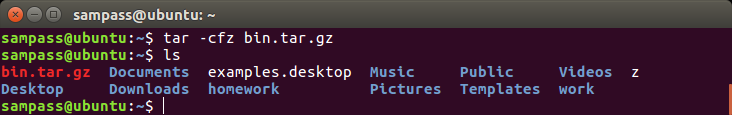 sampass@ubuntu: ~
sampass@ubuntu:~$ tar -cfz bin.tar.gz
sampass@ubuntu:~$ ls
bin.tar.gz  Documents  examples.desktop  Music     Public     Videos  z
Desktop     Downloads  homework          Pictures  Templates  work
sampass@ubuntu:~$